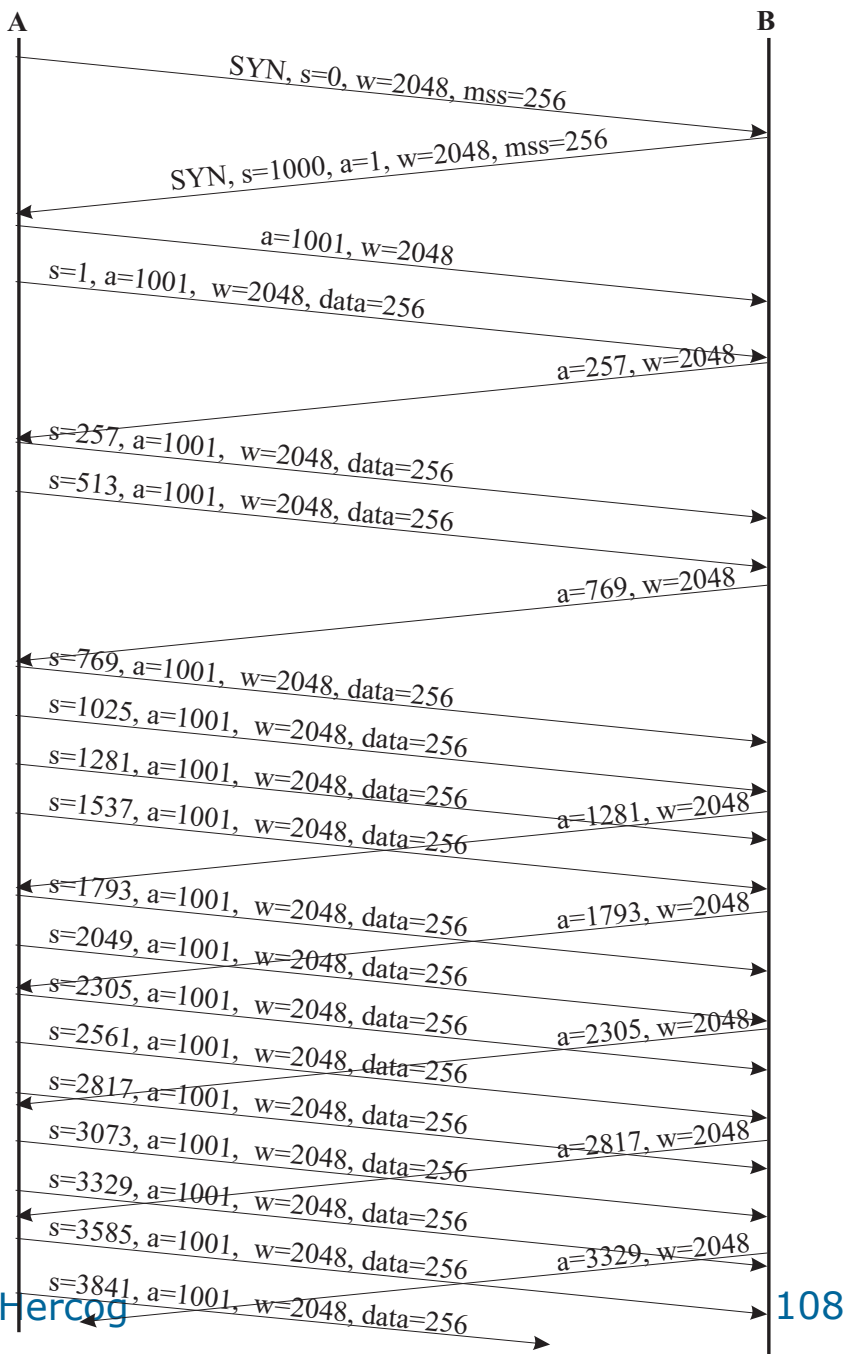 A
B
SYN, s=0, w=2048, mss=256
SYN, s=1000, a=1, w=2048, mss=256
a=1001, w=2048
s=1, a=1001, w=2048, data=256
a=257, w=2048
s=257, a=1001, w=2048, data=256
s=513, a=1001, w=2048, data=256
a=769, w=2048
s=769, a=1001, w=2048, data=256
s=1025, a=1001, w=2048, data=256
s=1281, a=1001, w=2048, data=256
a=1281, w=2048
s=1537, a=1001, w=2048, data=256
s=1793, a=1001, w=2048, data=256
a=1793, w=2048
s=2049, a=1001, w=2048, data=256
s=2305, a=1001, w=2048, data=256
a=2305, w=2048
s=2561, a=1001, w=2048, data=256
s=2817, a=1001, w=2048, data=256
a=2817, w=2048
s=3073, a=1001, w=2048, data=256
s=3329, a=1001, w=2048, data=256
s=3585, a=1001, w=2048, data=256
a=3329, w=2048
s=3841, a=1001, w=2048, data=256
Hercog
108